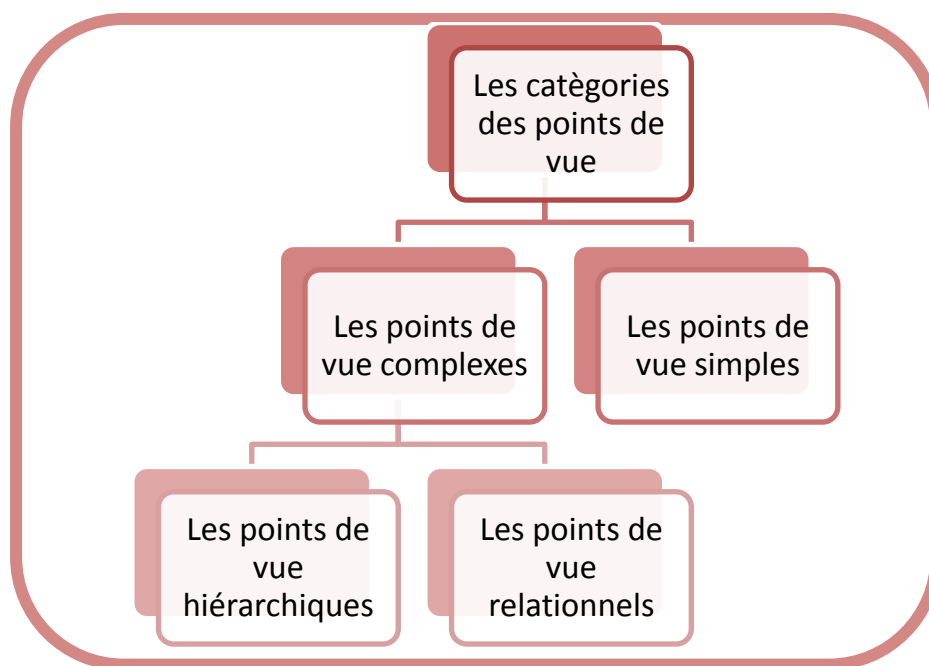 Les catègories
des points de
vue
Les points de
vue complexes
Les points de
vue simples
Les points de
vue
hiérarchiques
Les points de
vue
relationnels